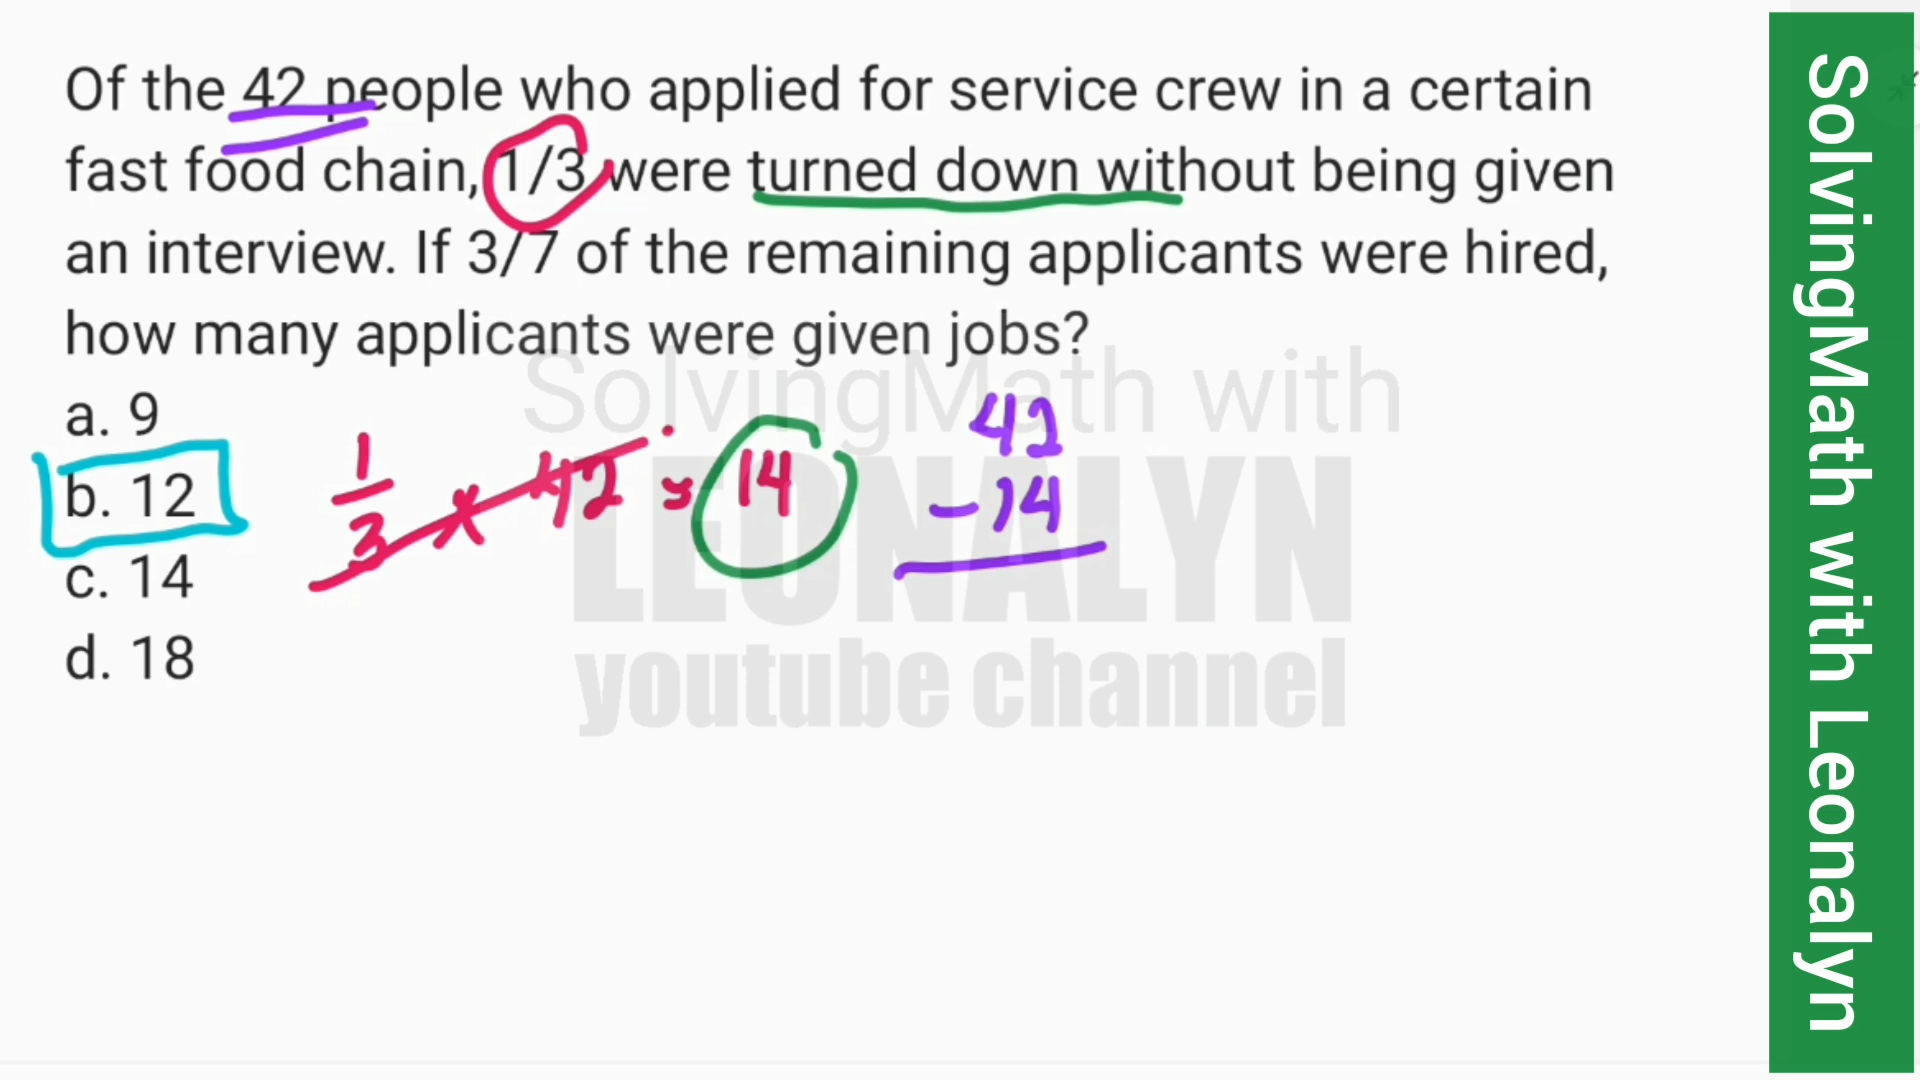 Of the 42 people who applied for service crew in a certain
fast food chain, 1/3 were turned down without being given
an interview. If 3/7 of the remaining applicants were hired,
how many applicants were given jobs?
a. 9
b. 12
c. 14
d. 18
1/3 x 42 = 14
42
-14
SolvingMath with
LEONALYN
youtube channel
SolvingMath with Leonalyn